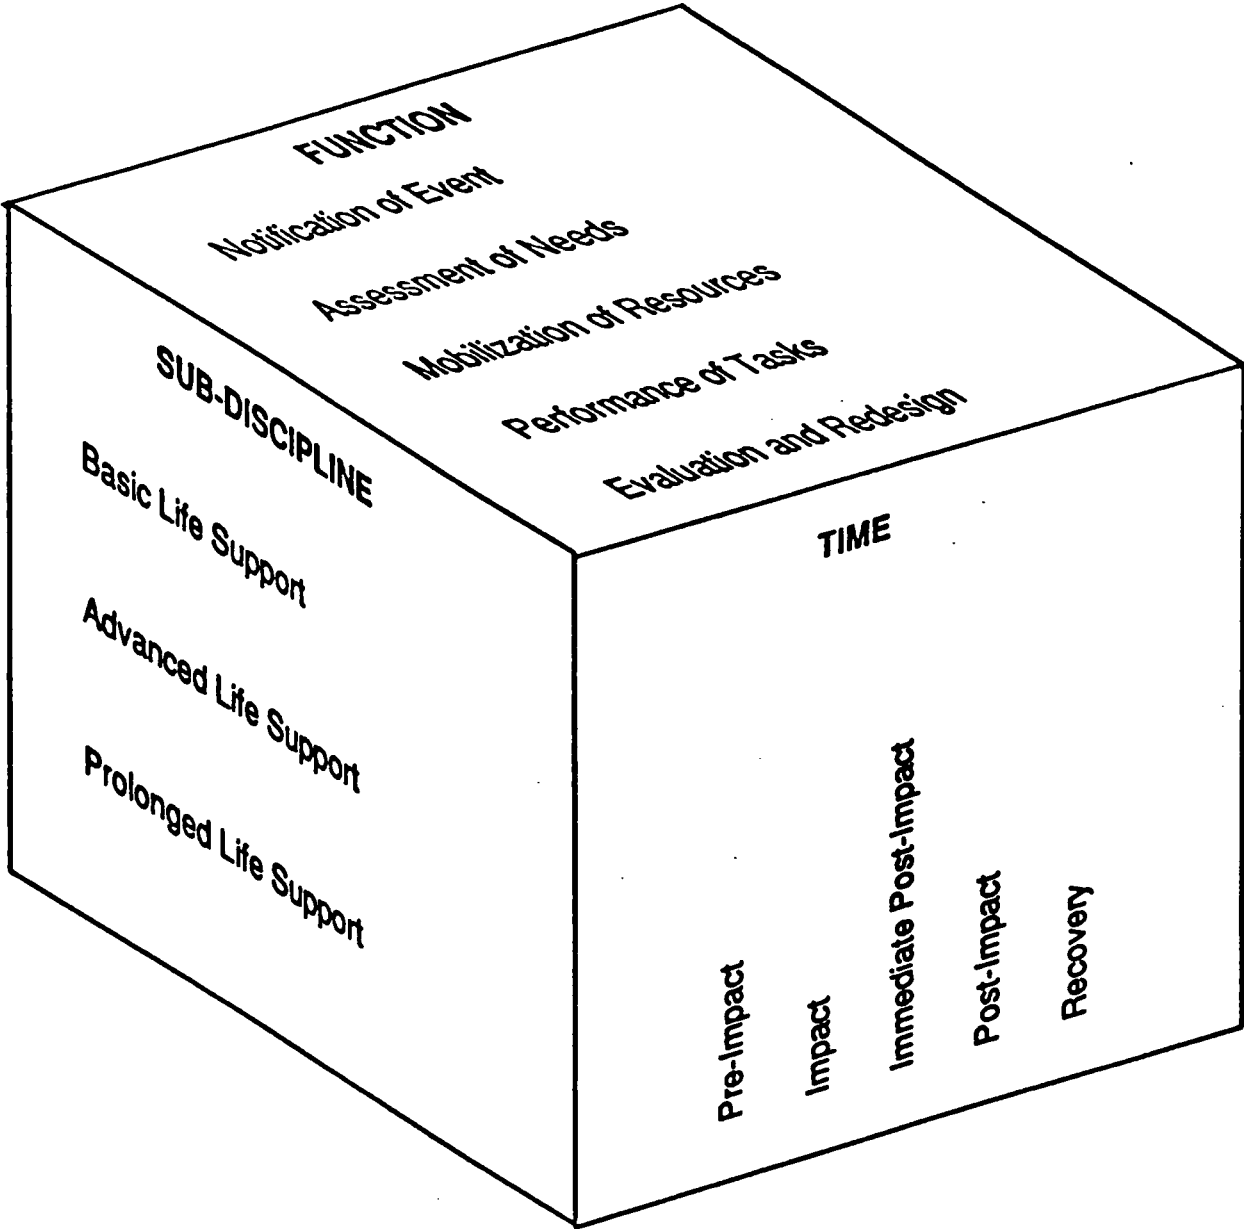 FUNCTION
Notification of Event
Assessment of Needs
Mobilization of Resources
Performance of Tasks
Evaluation and Redesign
SUB-DISCIPLINE
Basic Life Support
Advanced Life Support
Prolonged Life Support
TIME
Pre-Impact
Impact
Immediate Post-Impact
Post-Impact
Recovery